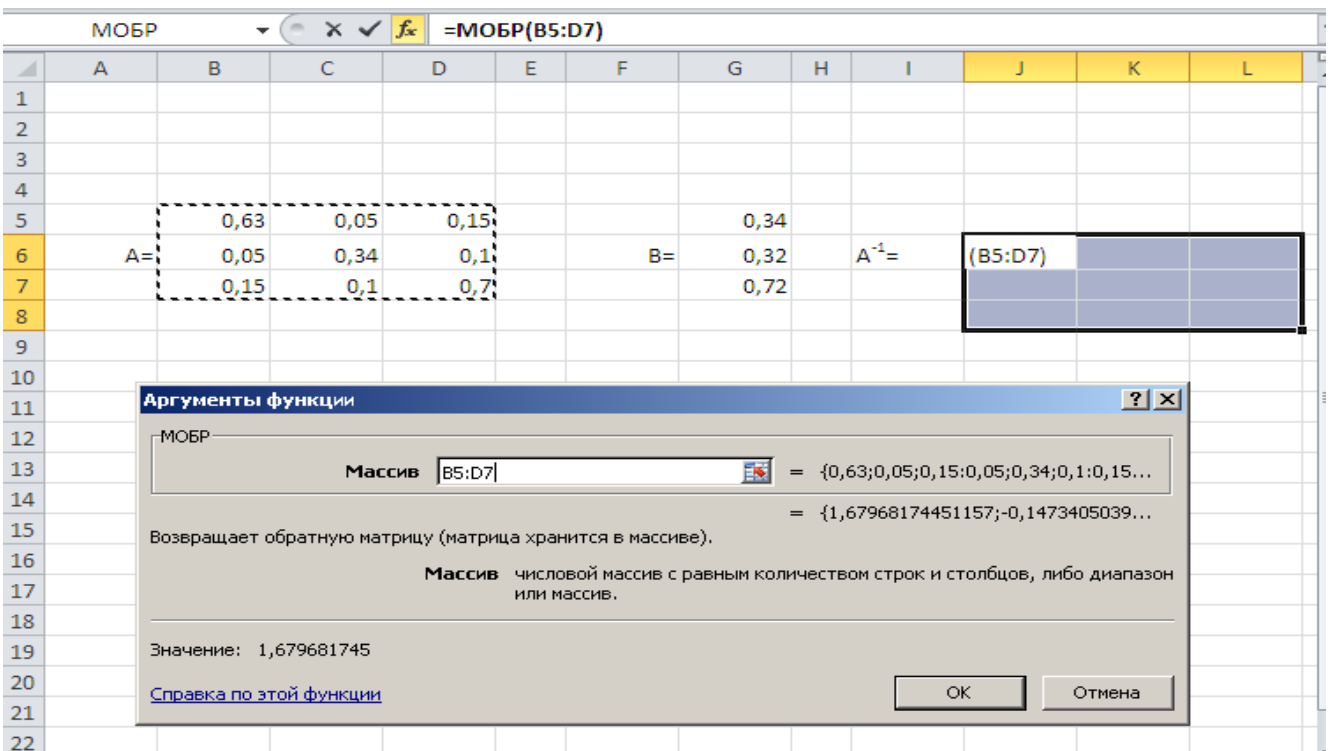 МОБР fx =МОБР(B5:D7)
A B C D E F G H I J K L
1
2
3
4
5 0,63 0,05 0,15 0,34
6 A= 0,05 0,34 0,1 B= 0,32 A⁻¹= (B5:D7)
7 0,15 0,1 0,7 0,72
8
9
10
11 Аргументы функции
12 МОБР
13 Массив B5:D7 = {0,63;0,05;0,15:0,05;0,34;0,1:0,15...
14 = {1,67968174451157;-0,1473405039...
15 Возвращает обратную матрицу (матрица хранится в массиве).
16 Массив числовой массив с равным количеством строк и столбцов, либо диапазон
17 или массив.
18
19 Значение: 1,679681745
20 Справка по этой функции ОК Отмена
21
22